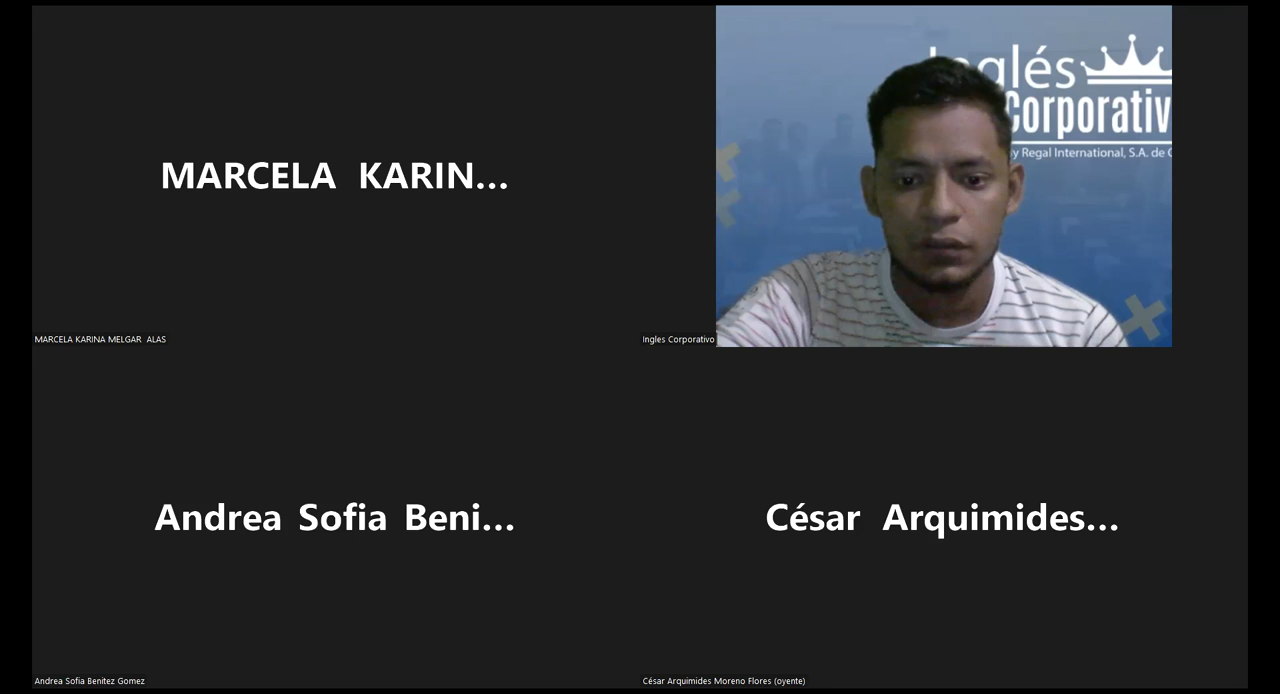 MARCELA KARIN...
MARCELA KARINA MELGAR ALAS
Inglés
Corporativ
y Regal International, S.A. de C
Ingles Corporativo
Andrea Sofia Beni...
Andrea Sofia Benitez Gomez
César Arquimides...
César Arquimides Moreno Flores (oyente)